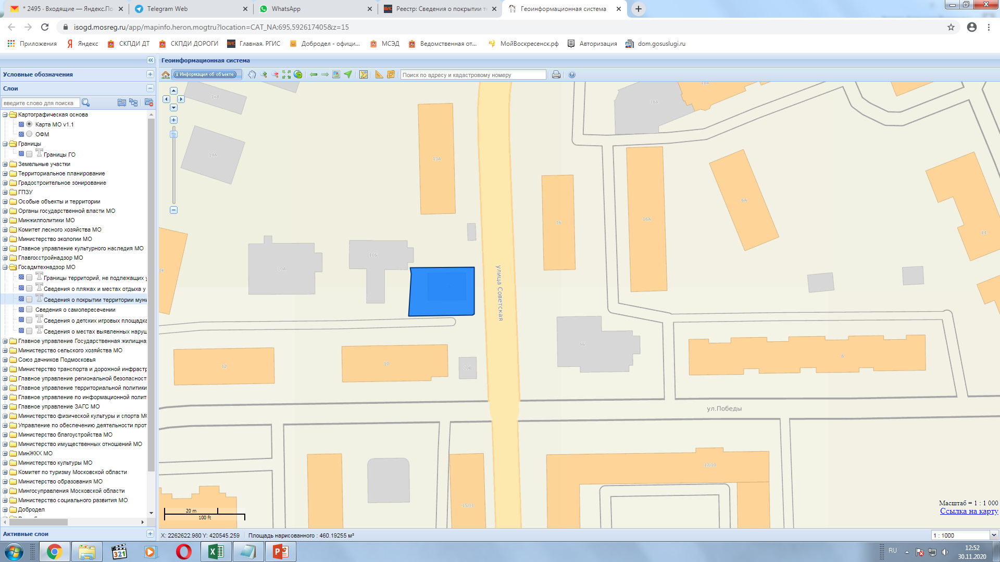 * 2495 · Входящие — Яндекс.По
Telegram Web
WhatsApp
Реестр: Сведения о покрытии т
Геоинформационная система
isogd.mosreg.ru/app/mapinfo.heron.mogtru?location=CAT_NA:695,592617405&z=15
Приложения
Яндекс
СКПДИ ДТ
СКПДИ ДОРОГИ
Главная. РГИС
Добродел - офици...
МСЭД
Ведомственная от...
МойВоскресенск.рф
Авторизация
dom.gosuslugi.ru
Геоинформационная система
Условные обозначения
Информация об объекте
Поиск по адресу и кадастровому номеру
Слои
введите слово для поиска
Картографическая основа
Карта МО v1.1
ОФМ
Границы
Границы ГО
Земельные участки
Территориальное планирование
Градостроительное зонирование
ГПЗУ
Особые объекты и территории
Органы государственной власти МО
Минжилполитики МО
Комитет лесного хозяйства МО
Министерство экологии МО
Главное управление культурного наследия МО
Главгосстройнадзор МО
Госадмтехнадзор МО
Границы территорий, не подлежащих у
Сведения о пляжах и местах отдыха у
Сведения о покрытии территории муни
Сведения о самопересечении
Сведения о детских игровых площадка
Сведения о местах выявленных наруш
Главное управление Государственная жилищна
Министерство сельского хозяйства МО
Союз дачников Подмосковья
Министерство транспорта и дорожной инфрастр
Главное управление региональной безопасност
Главное управление территориальной политики
Главное управление по информационной полит
Главное управление ЗАГС МО
Министерство физической культуры и спорта МО
Управление по обеспечению деятельности прот
Министерство благоустройства МО
Министерство имущественных отношений МО
МинЖКХ МО
Министерство культуры МО
Комитет по туризму Московской области
Министерство образования МО
Мингосуправления Московской области
Министерство социального развития МО
Добродел
Активные слои
1к8
18А
18А
14А
13А
16
16А
6А
14
10А
10Б
улица Советская
6Б
6
12
10
10В
ул.Победы
12/10
15/11
20 m
100 ft
Масштаб = 1 : 1 000
Ссылка на карту
X: 2262622.980 Y: 420545.259
Площадь нарисованного : 460.19255 м²
1 : 1000
321
RU
12:52
30.11.2020